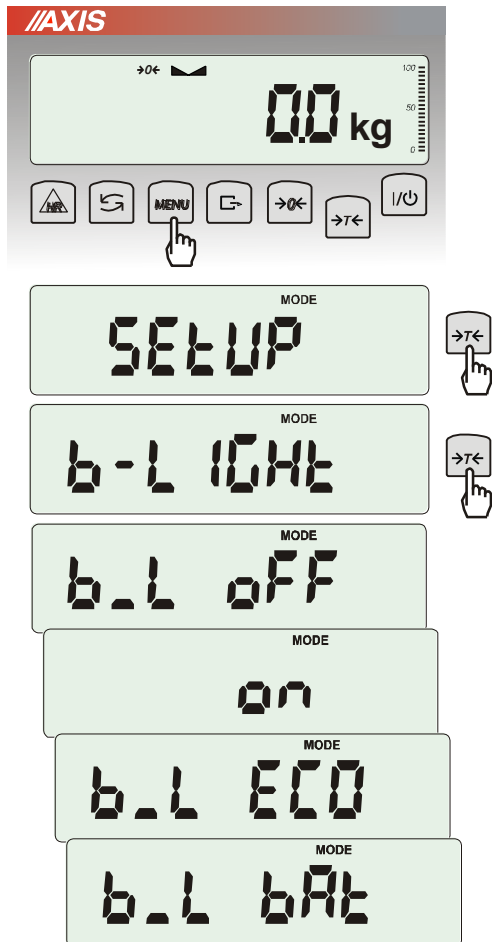 //AXIS
→0← 100
0.0 kg 50
0
HR MENU →0← →T← I/⏻
MODE
SEtUP →T←
MODE
b-LIGHt →T←
MODE
b_L oFF
MODE
on
MODE
b_L ECO
MODE
b_L bAt